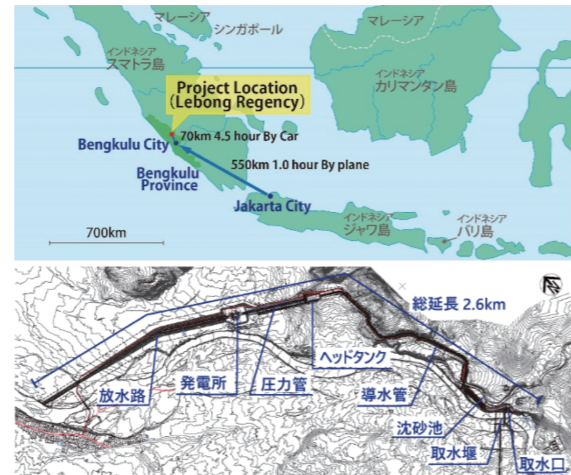 マレーシア
シンガポール
マレーシア
インドネシア
スマトラ島
インドネシア
カリマンタン島
Project Location
(Lebong Regency)
70km 4.5 hour By Car
Bengkulu City
Bengkulu
Province
550km 1.0 hour By plane
Jakarta City
インドネシア
ジャワ島
インドネシア
バリ島
700km
総延長 2.6km
ヘッドタンク
放水路
発電所
圧力管
導水管
沈砂池
取水堰
取水口